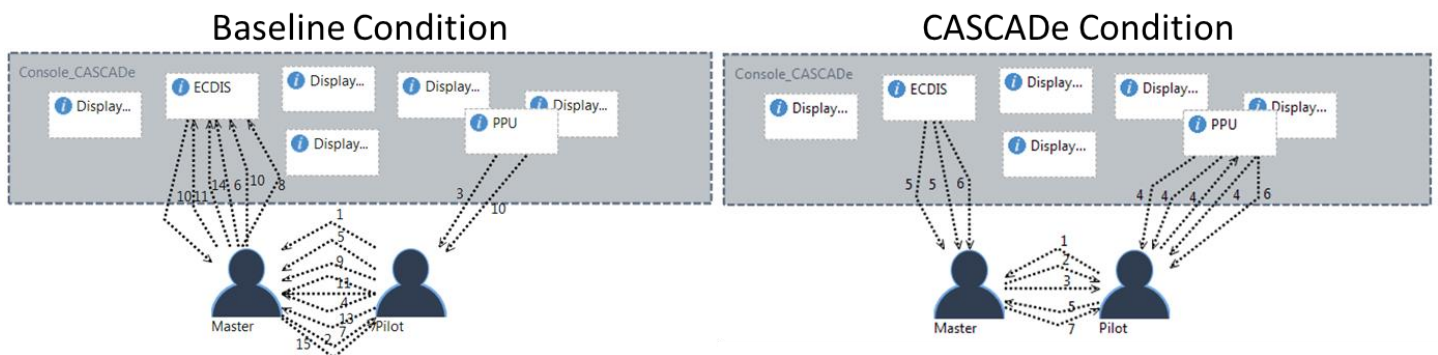 Baseline Condition
CASCADe Condition
Console_CASCADe
ECDIS
Display...
Display...
Display...
Display...
Display...
PPU
10
11
14
6
10
8
3
10
1
5
9
11
4
13
7
2
15
Master
Pilot
Console_CASCADe
ECDIS
Display...
Display...
Display...
Display...
Display...
PPU
5
5
6
4
4
4
4
6
1
2
3
5
7
Master
Pilot